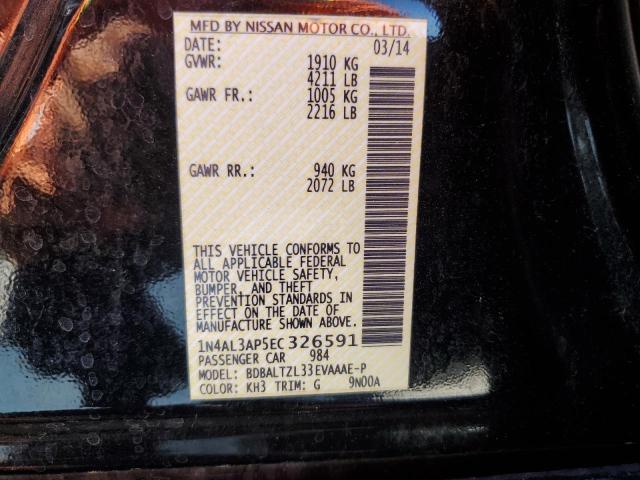 MFD BY NISSAN MOTOR CO., LTD.
DATE: 03/14
GVWR: 1910 KG
4211 LB
GAWR FR.: 1005 KG
2216 LB
GAWR RR.: 940 KG
2072 LB
THIS VEHICLE CONFORMS TO
ALL APPLICABLE FEDERAL
MOTOR VEHICLE SAFETY,
BUMPER, AND THEFT
PREVENTION STANDARDS IN
EFFECT ON THE DATE OF
MANUFACTURE SHOWN ABOVE.
1N4AL3AP5EC326591
PASSENGER CAR 984
MODEL: BDBALTZL33EVAAAE-P
COLOR: KH3 TRIM: G 9N00A